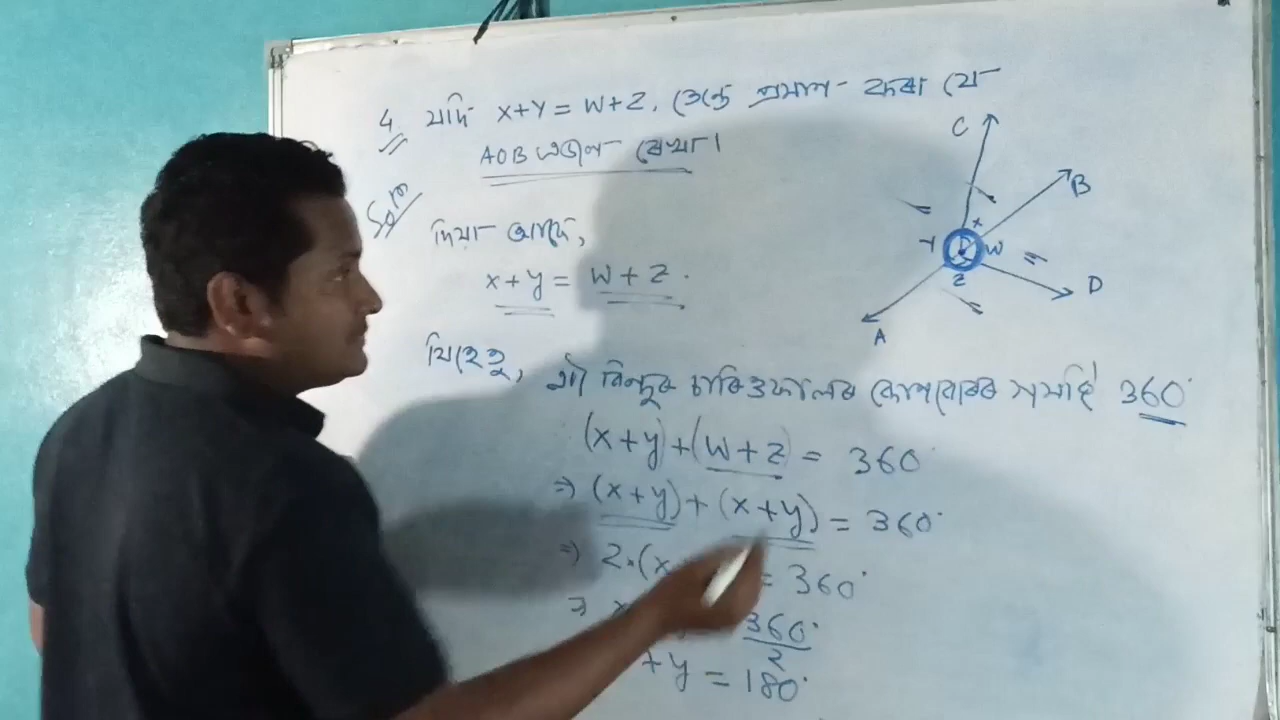 4 যদি x+y = w+z, তেন্তে প্ৰমাণ কৰা যে
AOB এডাল ৰেখা।
Solⁿ
দিয়া আছে,
x+y = w+z.
যিহেতু, এটা বিন্দুৰ চাৰিওফালৰ কোণবোৰৰ সমষ্টি 360°
(x+y)+(w+z) = 360°
⇒ (x+y)+(x+y) = 360°
⇒ 2.(x = 360°
⇒ x 360°/2
+y = 180°
C
B
x
y
w
z
D
A